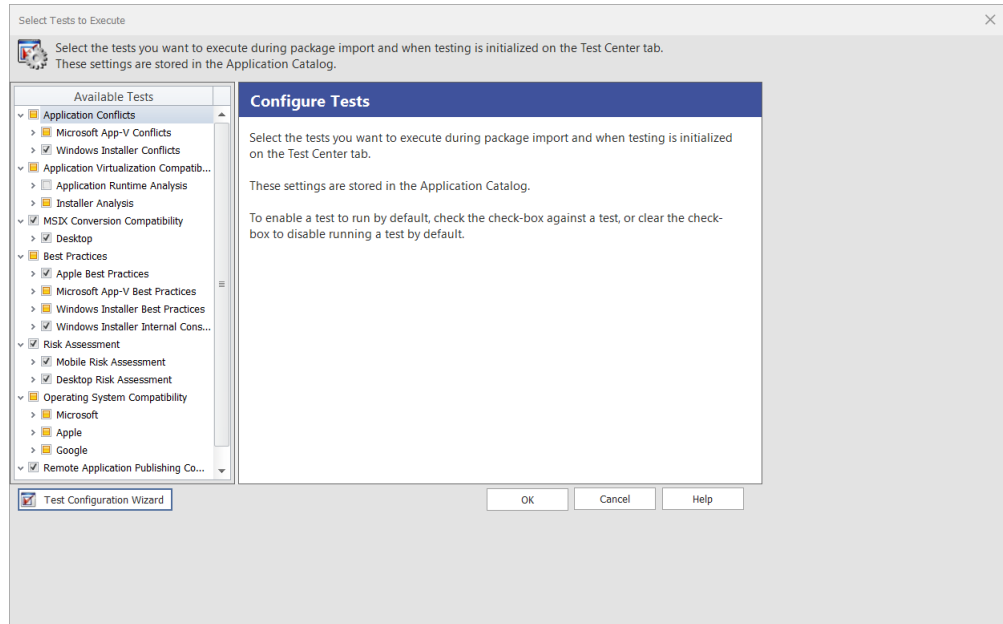 Select Tests to Execute
Select the tests you want to execute during package import and when testing is initialized on the Test Center tab.
These settings are stored in the Application Catalog.
Available Tests
Application Conflicts
Microsoft App-V Conflicts
Windows Installer Conflicts
Application Virtualization Compatib...
Application Runtime Analysis
Installer Analysis
MSIX Conversion Compatibility
Desktop
Best Practices
Apple Best Practices
Microsoft App-V Best Practices
Windows Installer Best Practices
Windows Installer Internal Cons...
Risk Assessment
Mobile Risk Assessment
Desktop Risk Assessment
Operating System Compatibility
Microsoft
Apple
Google
Remote Application Publishing Co...
Configure Tests
Select the tests you want to execute during package import and when testing is initialized
on the Test Center tab.
These settings are stored in the Application Catalog.
To enable a test to run by default, check the check-box against a test, or clear the check-
box to disable running a test by default.
Test Configuration Wizard
OK
Cancel
Help